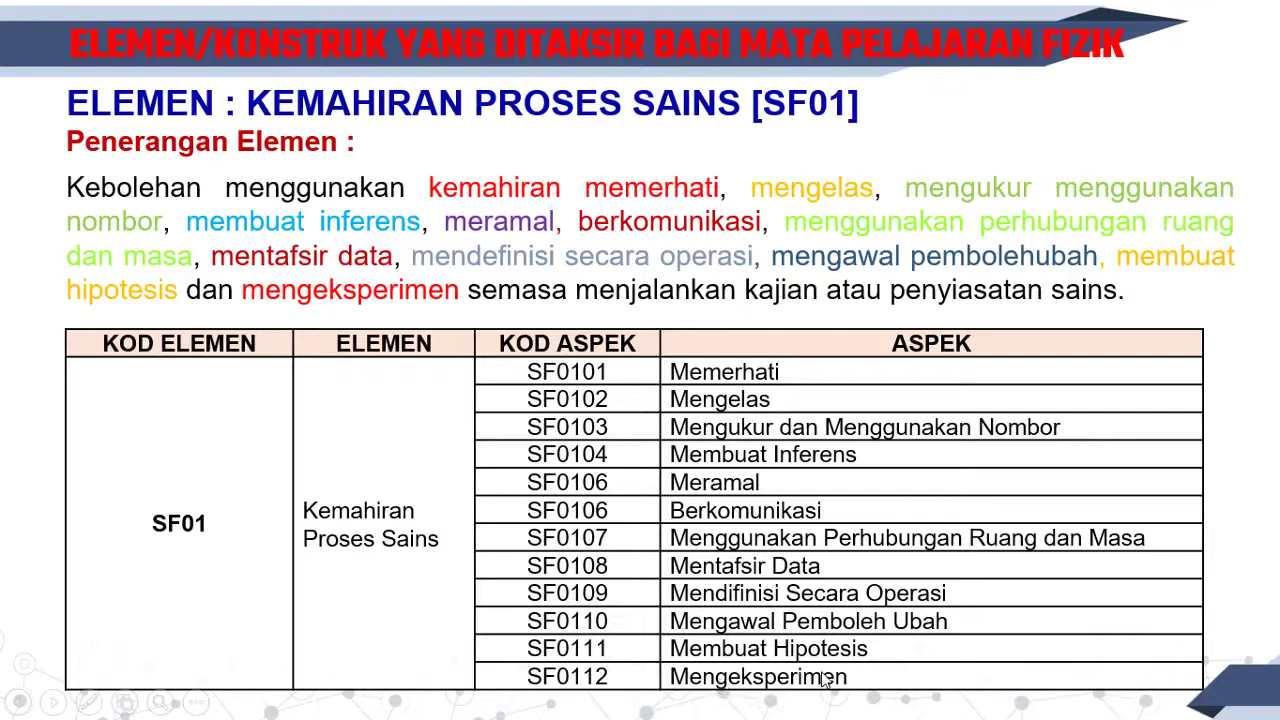 ELEMEN/KONSTRUK YANG DITAKSIR BAGI MATA PELAJARAN FIZIK
ELEMEN : KEMAHIRAN PROSES SAINS [SF01]
Penerangan Elemen :
Kebolehan menggunakan kemahiran memerhati, mengelas, mengukur menggunakan
nombor, membuat inferens, meramal, berkomunikasi, menggunakan perhubungan ruang
dan masa, mentafsir data, mendefinisi secara operasi, mengawal pembolehubah, membuat
hipotesis dan mengeksperimen semasa menjalankan kajian atau penyiasatan sains.
KOD ELEMEN ELEMEN KOD ASPEK ASPEK
SF01
Kemahiran
Proses Sains
SF0101 Memerhati
SF0102 Mengelas
SF0103 Mengukur dan Menggunakan Nombor
SF0104 Membuat Inferens
SF0106 Meramal
SF0106 Berkomunikasi
SF0107 Menggunakan Perhubungan Ruang dan Masa
SF0108 Mentafsir Data
SF0109 Mendifinisi Secara Operasi
SF0110 Mengawal Pemboleh Ubah
SF0111 Membuat Hipotesis
SF0112 Mengeksperimen